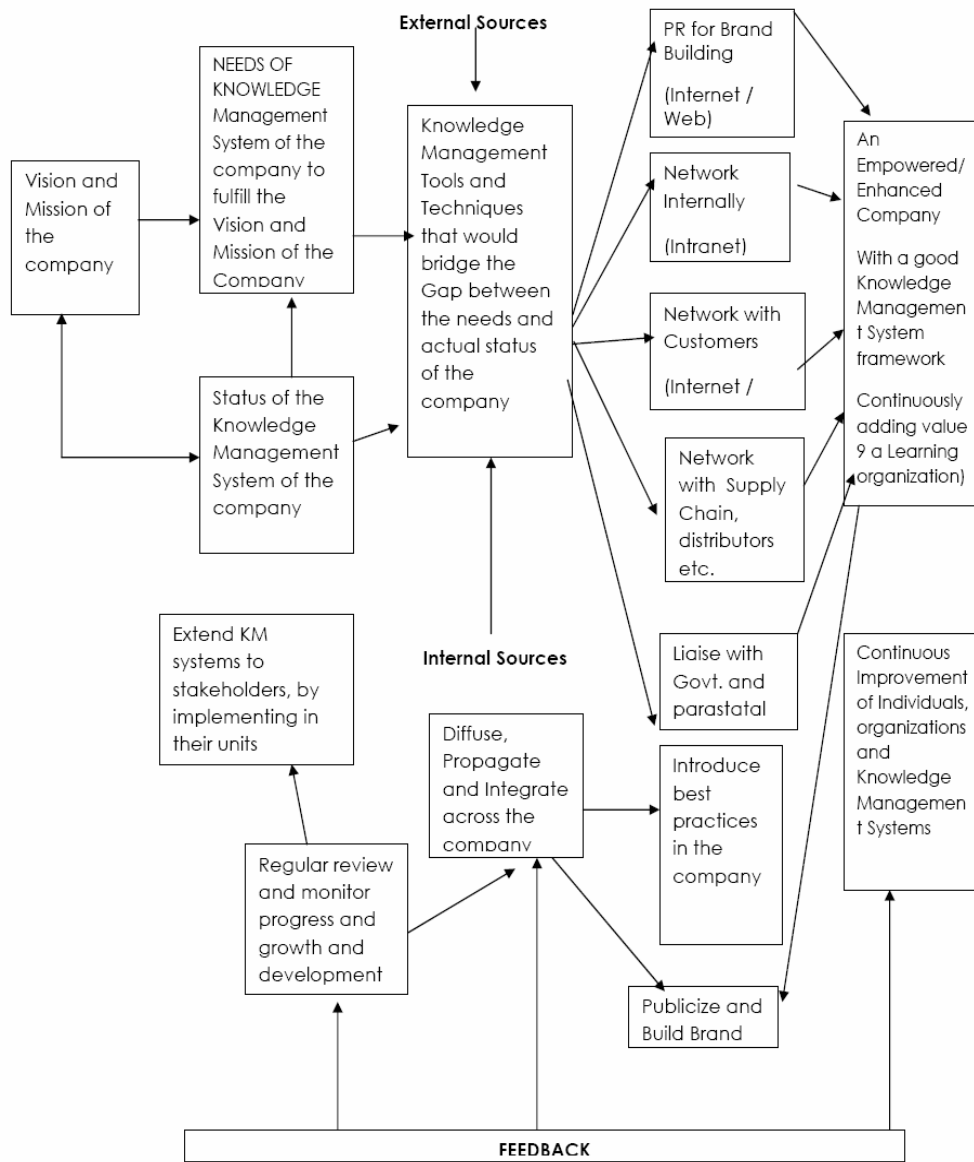 External Sources
PR for Brand
Building
(Internet /
Web)
NEEDS OF
KNOWLEDGE
Management
System of the
company to
fulfill the
Vision and
Mission of the
Company
Knowledge
Management
Tools and
Techniques
that would
bridge the
Gap between
the needs and
actual status
of the
company
An
Empowered/
Enhanced
Company
With a good
Knowledge
Managemen
t System
framework
Continuously
adding value
9 a Learning
organization)
Vision and
Mission of
the
company
Network
Internally
(Intranet)
Network with
Customers
(Internet /
Status of the
Knowledge
Management
System of the
company
Network
with Supply
Chain,
distributors
etc.
Extend KM
systems to
stakeholders, by
implementing in
their units
Internal Sources
Liaise with
Govt. and
parastatal
Continuous
Improvement
of Individuals,
organizations
and
Knowledge
Managemen
t Systems
Diffuse,
Propagate
and Integrate
across the
company
Introduce
best
practices
in the
company
Regular review
and monitor
progress and
growth and
development
Publicize and
Build Brand
FEEDBACK